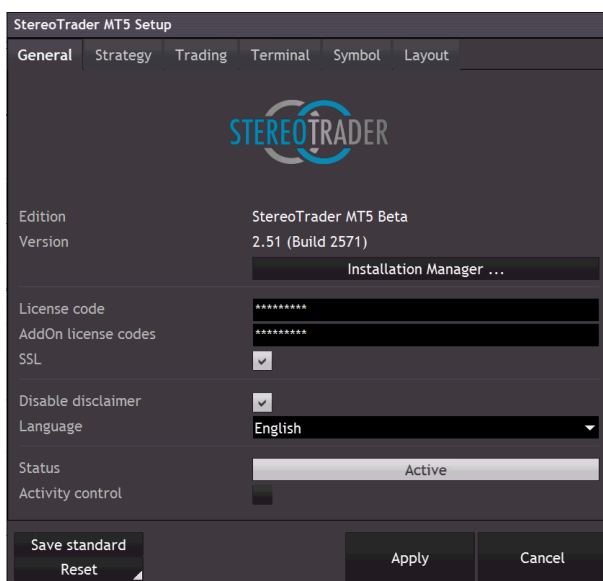 StereoTrader MT5 Setup
General Strategy Trading Terminal Symbol Layout
STEREOTRADER
Edition StereoTrader MT5 Beta
Version 2.51 (Build 2571)
Installation Manager ...
License code *********
AddOn license codes *********
SSL
Disable disclaimer
Language English
Status Active
Activity control
Save standard
Reset
Apply Cancel